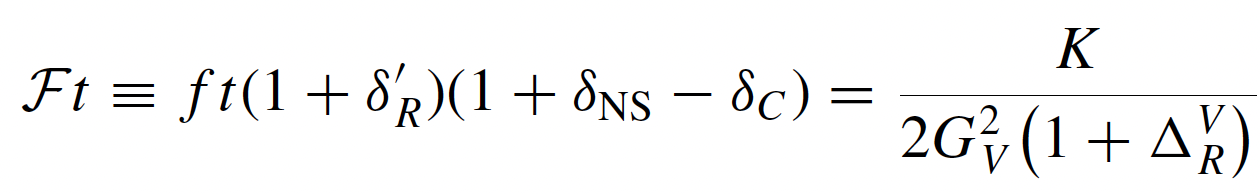 ℱt ≡ ft(1 + δ′_R)(1 + δ_NS − δ_C) = K / 2G_V^2(1 + Δ_R^V)